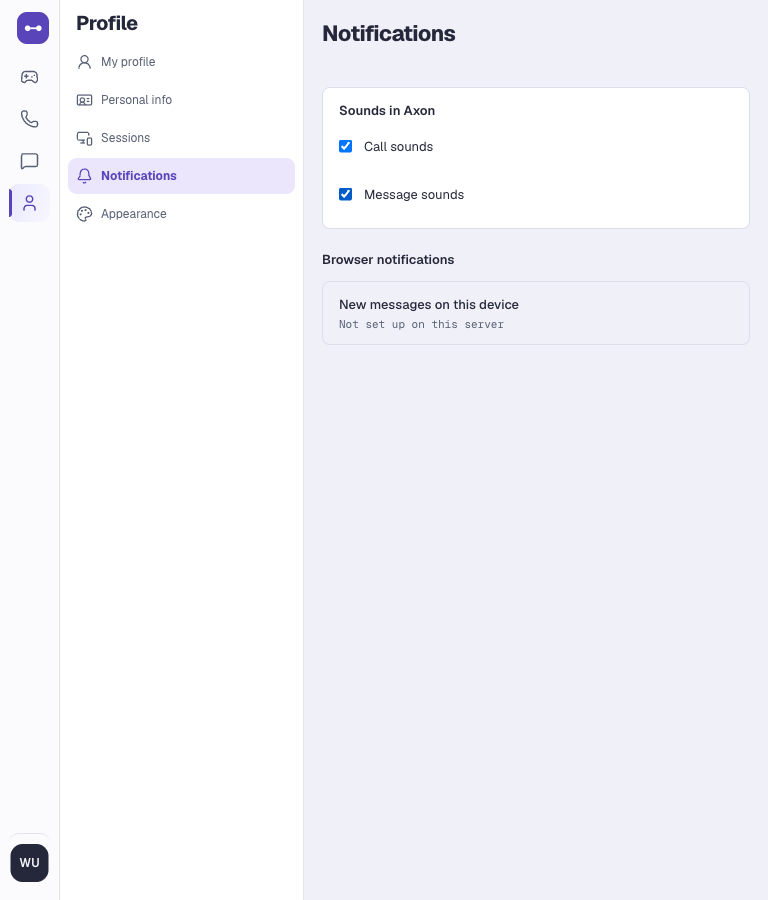 Profile
My profile
Personal info
Sessions
Notifications
Appearance
WU
Notifications
Sounds in Axon
Call sounds
Message sounds
Browser notifications
New messages on this device
Not set up on this server